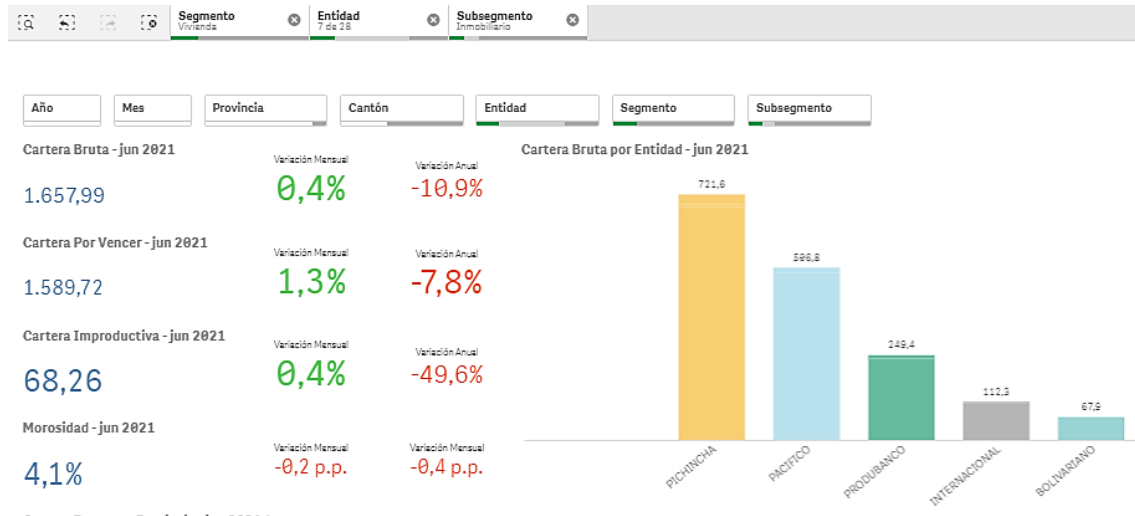 Segmento
Vivienda
Entidad
7 de 28
Subsegmento
Inmobiliario
Año
Mes
Provincia
Cantón
Entidad
Segmento
Subsegmento
Cartera Bruta - jun 2021
1.657,99
Variación Mensual
0,4%
Variación Anual
-10,9%
Cartera Por Vencer - jun 2021
1.589,72
Variación Mensual
1,3%
Variación Anual
-7,8%
Cartera Improductiva - jun 2021
68,26
Variación Mensual
0,4%
Variación Anual
-49,6%
Morosidad - jun 2021
4,1%
Variación Mensual
-0,2 p.p.
Variación Mensual
-0,4 p.p.
Cartera Bruta por Entidad - jun 2021
721,6
506,8
249,4
112,3
67,9
PICHINCHA
PACIFICO
PRODUBANCO
INTERNACIONAL
BOLIVARIANO